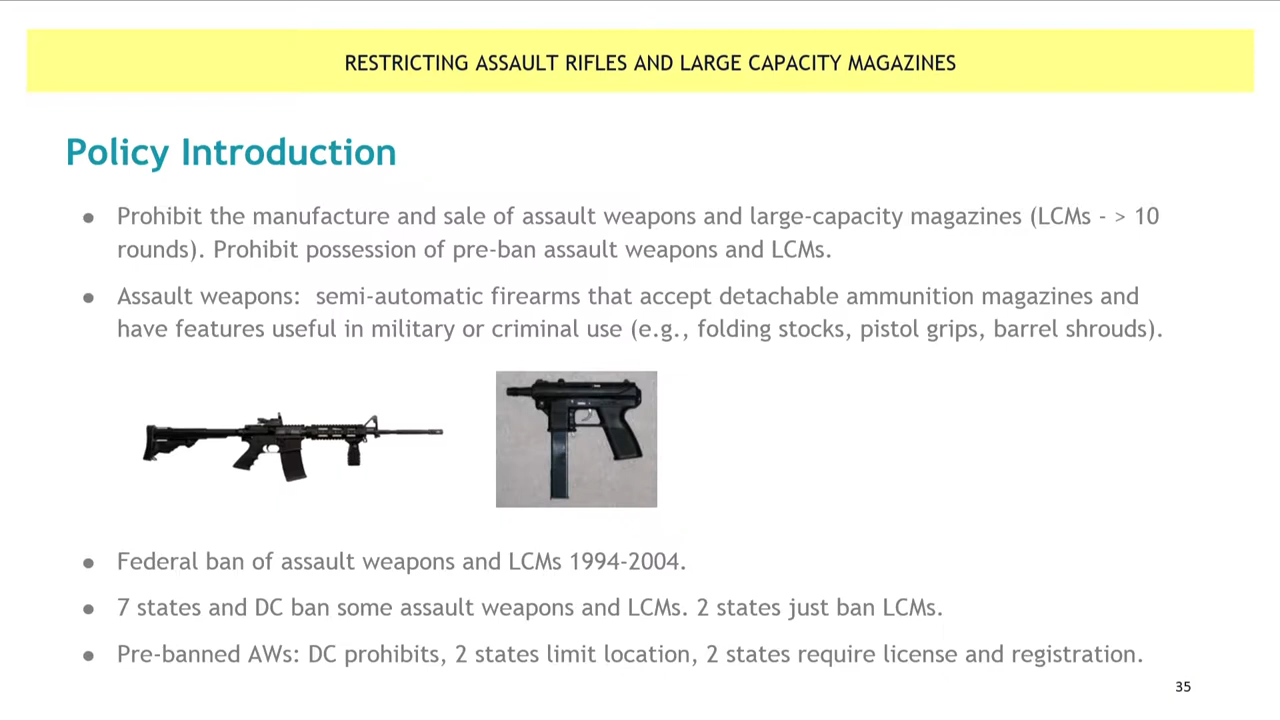 RESTRICTING ASSAULT RIFLES AND LARGE CAPACITY MAGAZINES
Policy Introduction
● Prohibit the manufacture and sale of assault weapons and large-capacity magazines (LCMs - > 10
rounds). Prohibit possession of pre-ban assault weapons and LCMs.
● Assault weapons:  semi-automatic firearms that accept detachable ammunition magazines and
have features useful in military or criminal use (e.g., folding stocks, pistol grips, barrel shrouds).
● Federal ban of assault weapons and LCMs 1994-2004.
● 7 states and DC ban some assault weapons and LCMs. 2 states just ban LCMs.
● Pre-banned AWs: DC prohibits, 2 states limit location, 2 states require license and registration.
35